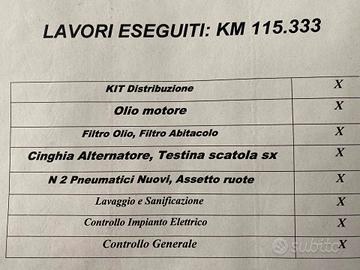 LAVORI ESEGUITI: KM 115.333
KIT Distribuzione X
Olio motore X
Filtro Olio, Filtro Abitacolo X
Cinghia Alternatore, Testina scatola sx X
N 2 Pneumatici Nuovi, Assetto ruote X
Lavaggio e Sanificazione X
Controllo Impianto Elettrico X
Controllo Generale X
subito